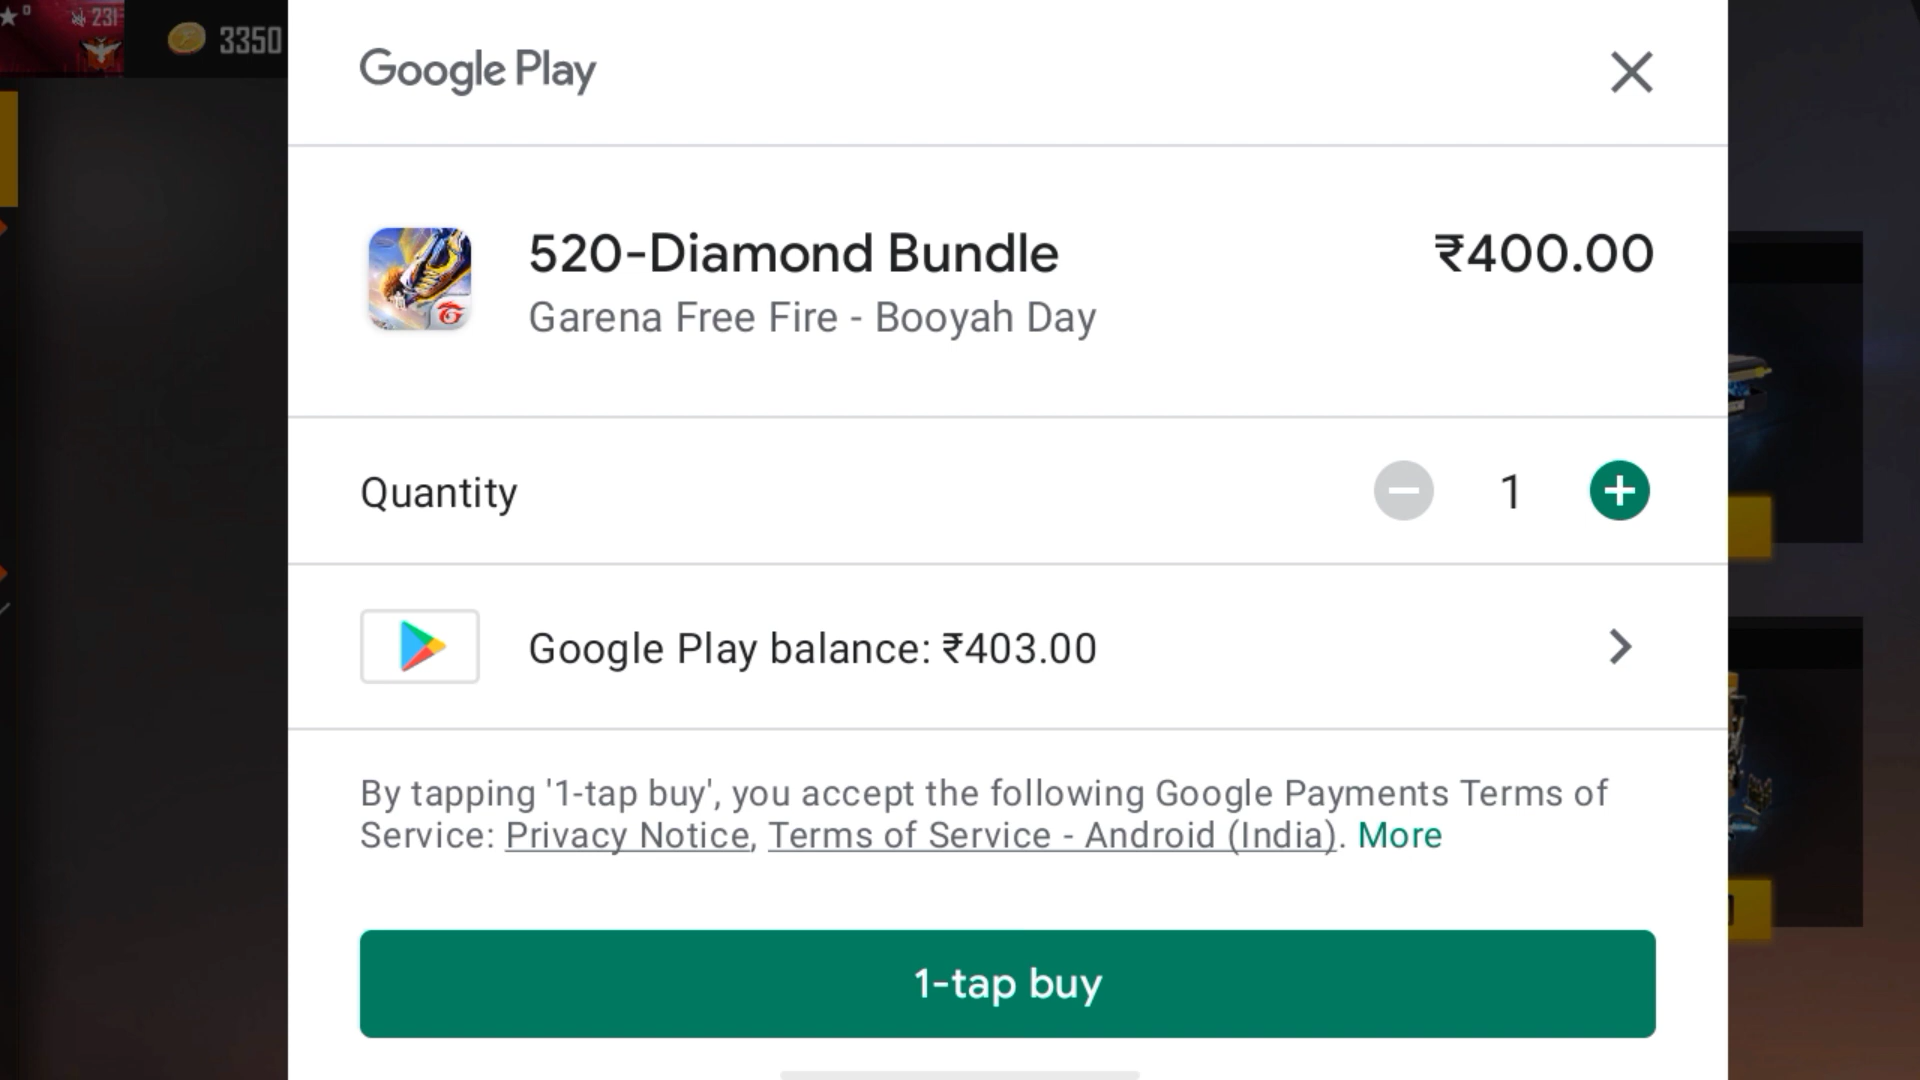 0
231
3350
Google Play
520-Diamond Bundle
₹400.00
Garena Free Fire - Booyah Day
Quantity
1
Google Play balance: ₹403.00
By tapping '1-tap buy', you accept the following Google Payments Terms of
Service: Privacy Notice, Terms of Service - Android (India). More
1-tap buy